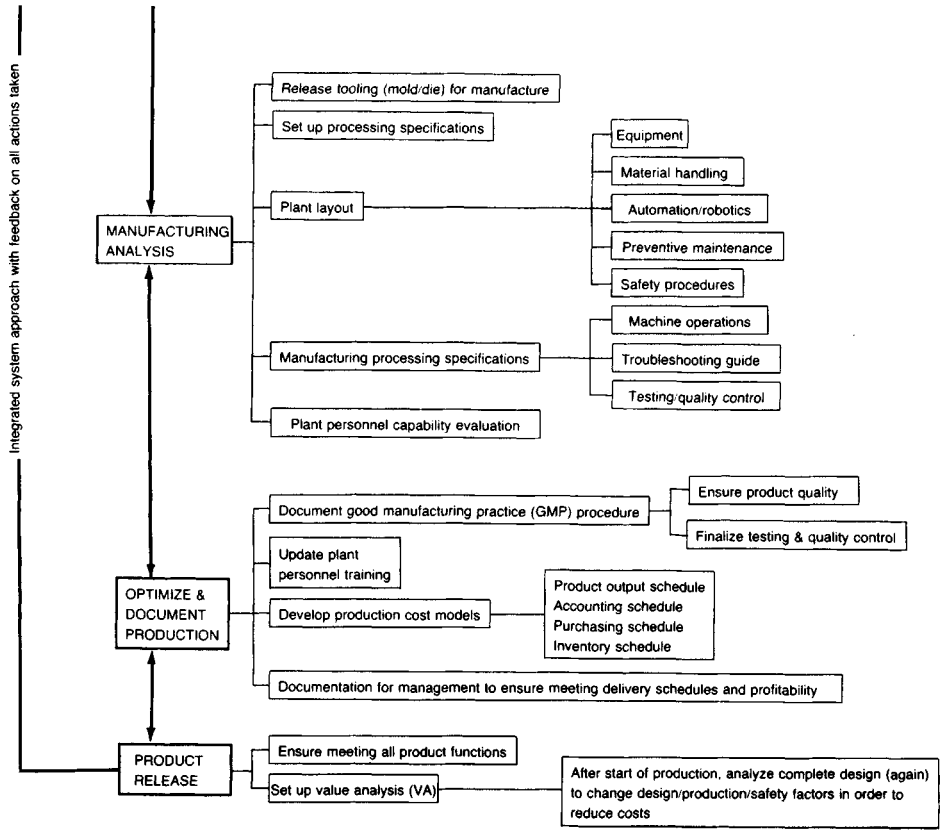 Integrated system approach with feedback on all actions taken
MANUFACTURING
ANALYSIS
Release tooling (mold/die) for manufacture
Set up processing specifications
Plant layout
Equipment
Material handling
Automation/robotics
Preventive maintenance
Safety procedures
Manufacturing processing specifications
Machine operations
Troubleshooting guide
Testing/quality control
Plant personnel capability evaluation
OPTIMIZE &
DOCUMENT
PRODUCTION
Document good manufacturing practice (GMP) procedure
Ensure product quality
Finalize testing & quality control
Update plant
personnel training
Develop production cost models
Product output schedule
Accounting schedule
Purchasing schedule
Inventory schedule
Documentation for management to ensure meeting delivery schedules and profitability
PRODUCT
RELEASE
Ensure meeting all product functions
Set up value analysis (VA)
After start of production, analyze complete design (again)
to change design/production/safety factors in order to
reduce costs